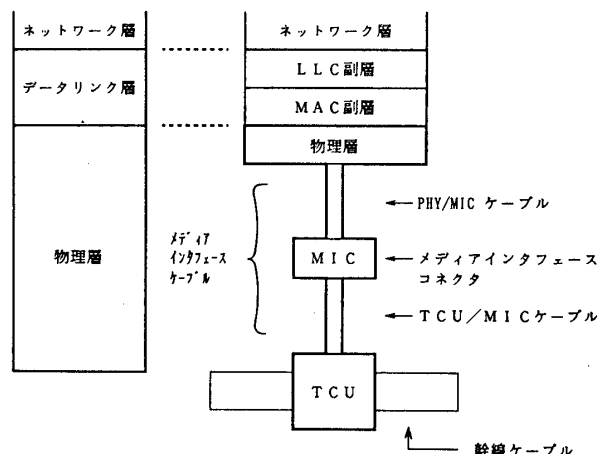 ネットワーク層
データリンク層
物理層
ネットワーク層
LLC副層
MAC副層
物理層
メディア
インタフェース
ケーブル
MIC
TCU
PHY/MIC ケーブル
メディアインタフェース
コネクタ
TCU/MICケーブル
幹線ケーブル